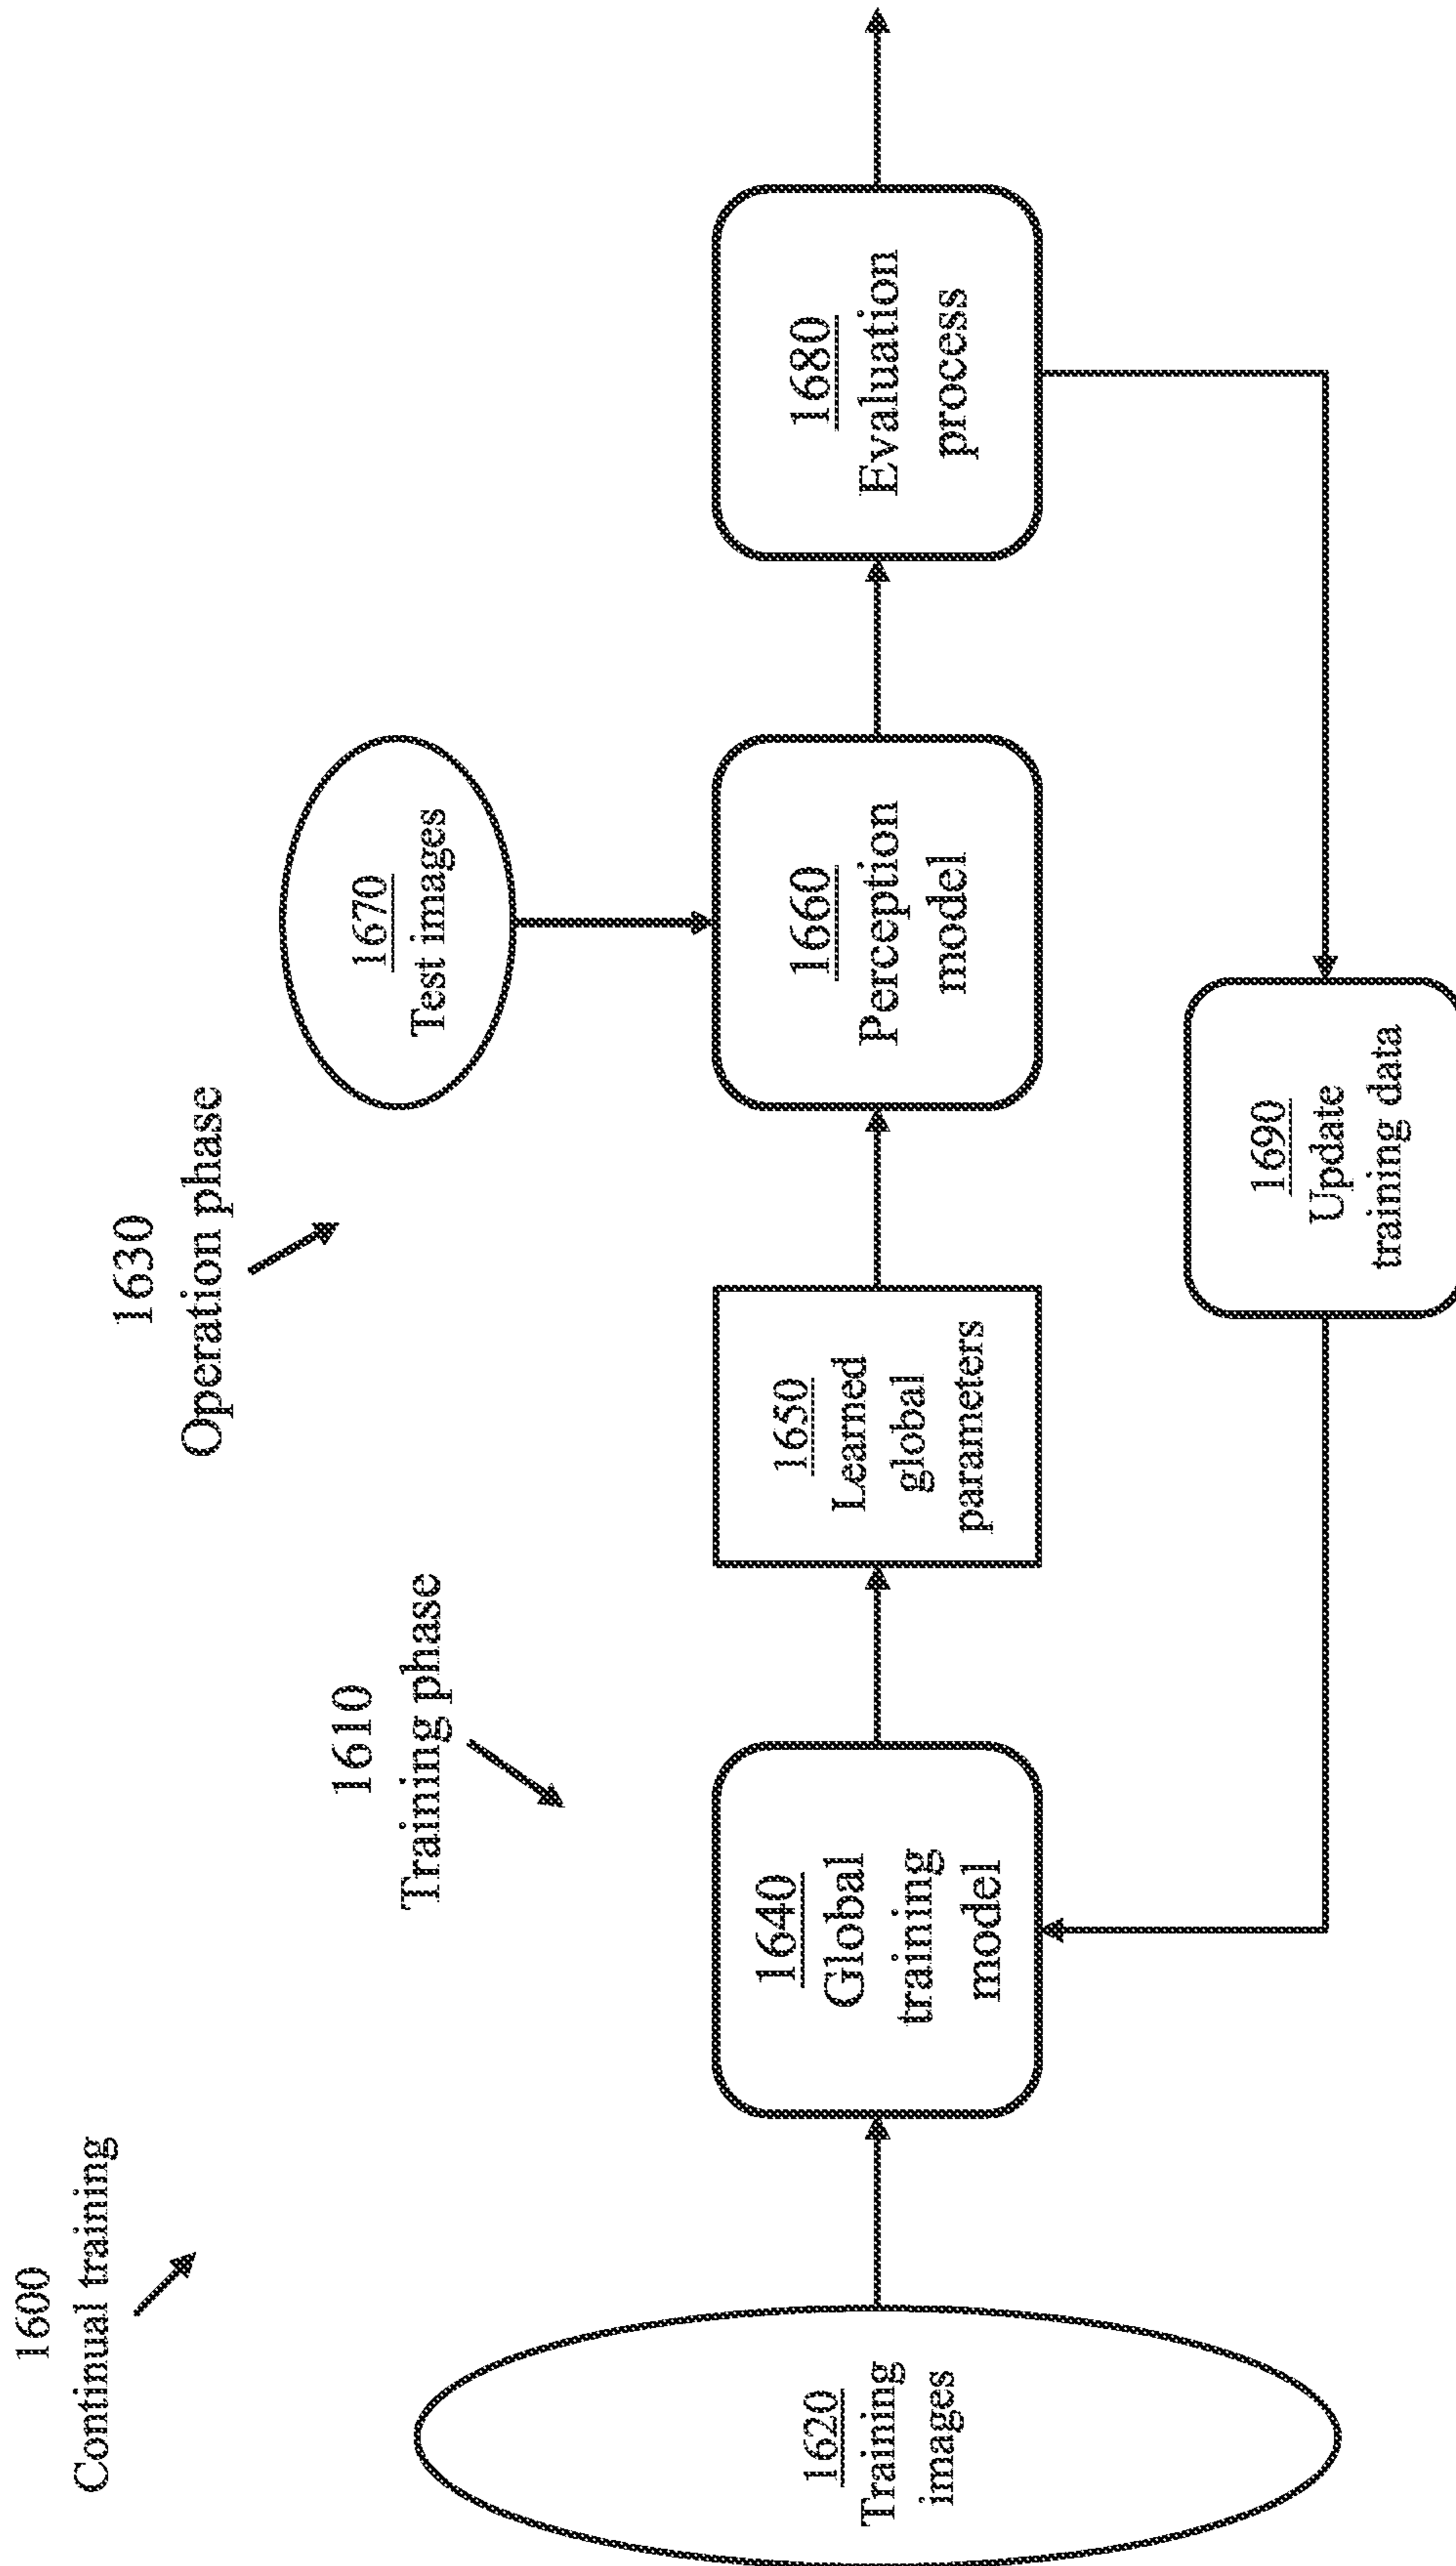 1600
Continual training
1610
Training phase
1630
Operation phase
1620
Training
images
1640
Global
training
model
1650
Learned
global
parameters
1660
Perception
model
1670
Test images
1680
Evaluation
process
1690
Update
training data